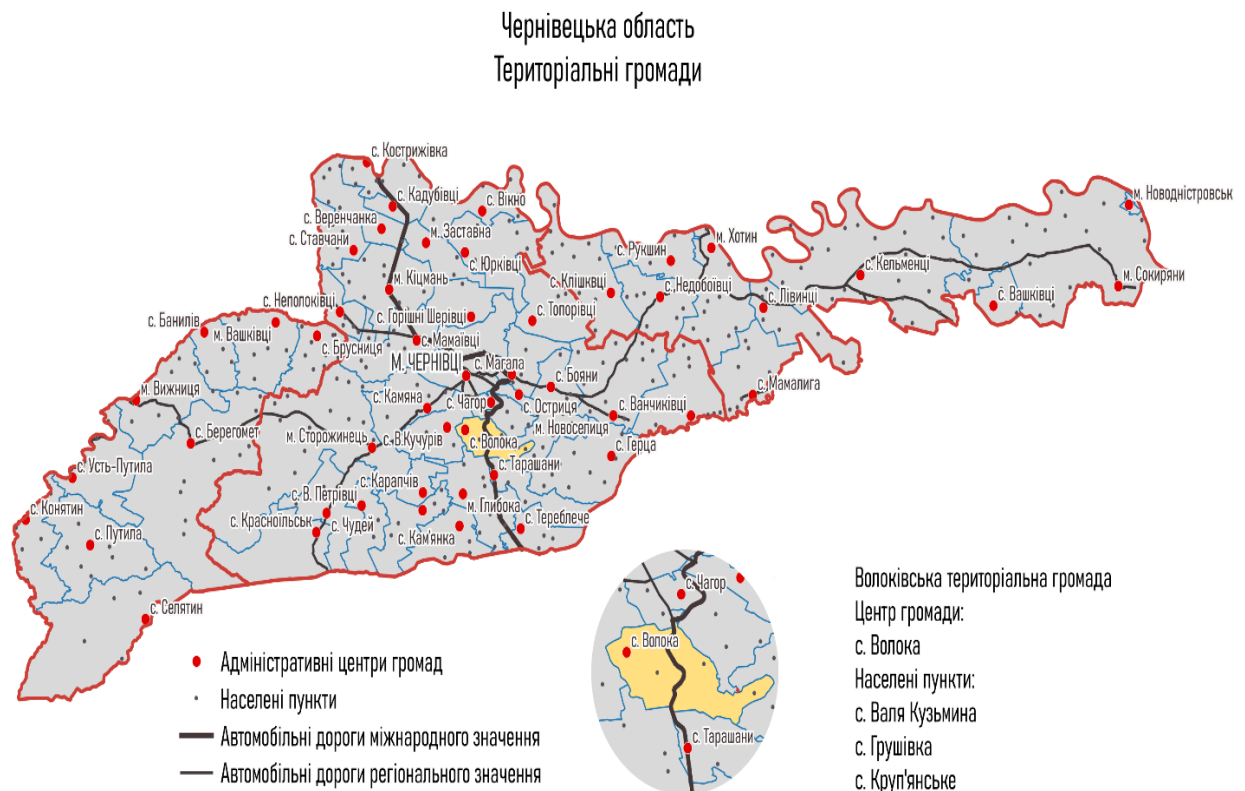 Чернівецька область
Територіальні громади
с. Кострижівка
с. Кадубівці
с. Вікно
с. Веренчанка
м. Заставна
с. Ставчани
с. Юрківці
м. Кіцмань
с. Неполоківці
с. Горішні Шерівці
с. Топорівці
с. Клішквці
с. Рукшин
м. Хотин
с.Недобоївці
с. Лівинці
с. Кельменці
м. Новодністровськ
м. Сокиряни
с. Вашківці
с. Банилів
м. Вашківці
с. Брусниця
с. Мамаївці
М. ЧЕРНІВЦІ
с. Магала
с. Бояни
с. Мамалига
м. Вижниця
с. Камяна
с. Чагор
с. Остриця
с. Ванчиківці
м. Новоселиця
с. Берегомет
м. Сторожинець
с. В.Кучурів
с. Волока
с. Герца
с. Тарашани
с. Усть-Путила
с. Карапчів
с. В. Петрівці
м. Глибока
с. Конятин
с. Красноїльськ
с. Чудей
с. Тереблече
с. Кам'янка
с. Путила
с. Селятин
Адміністративні центри громад
Населені пункти
Автомобільні дороги міжнародного значення
Автомобільні дороги регіонального значення
с. Чагор
с. Волока
с. Тарашани
Волоківська територіальна громада
Центр громади:
с. Волока
Населені пункти:
с. Валя Кузьмина
с. Грушівка
с. Круп'янське